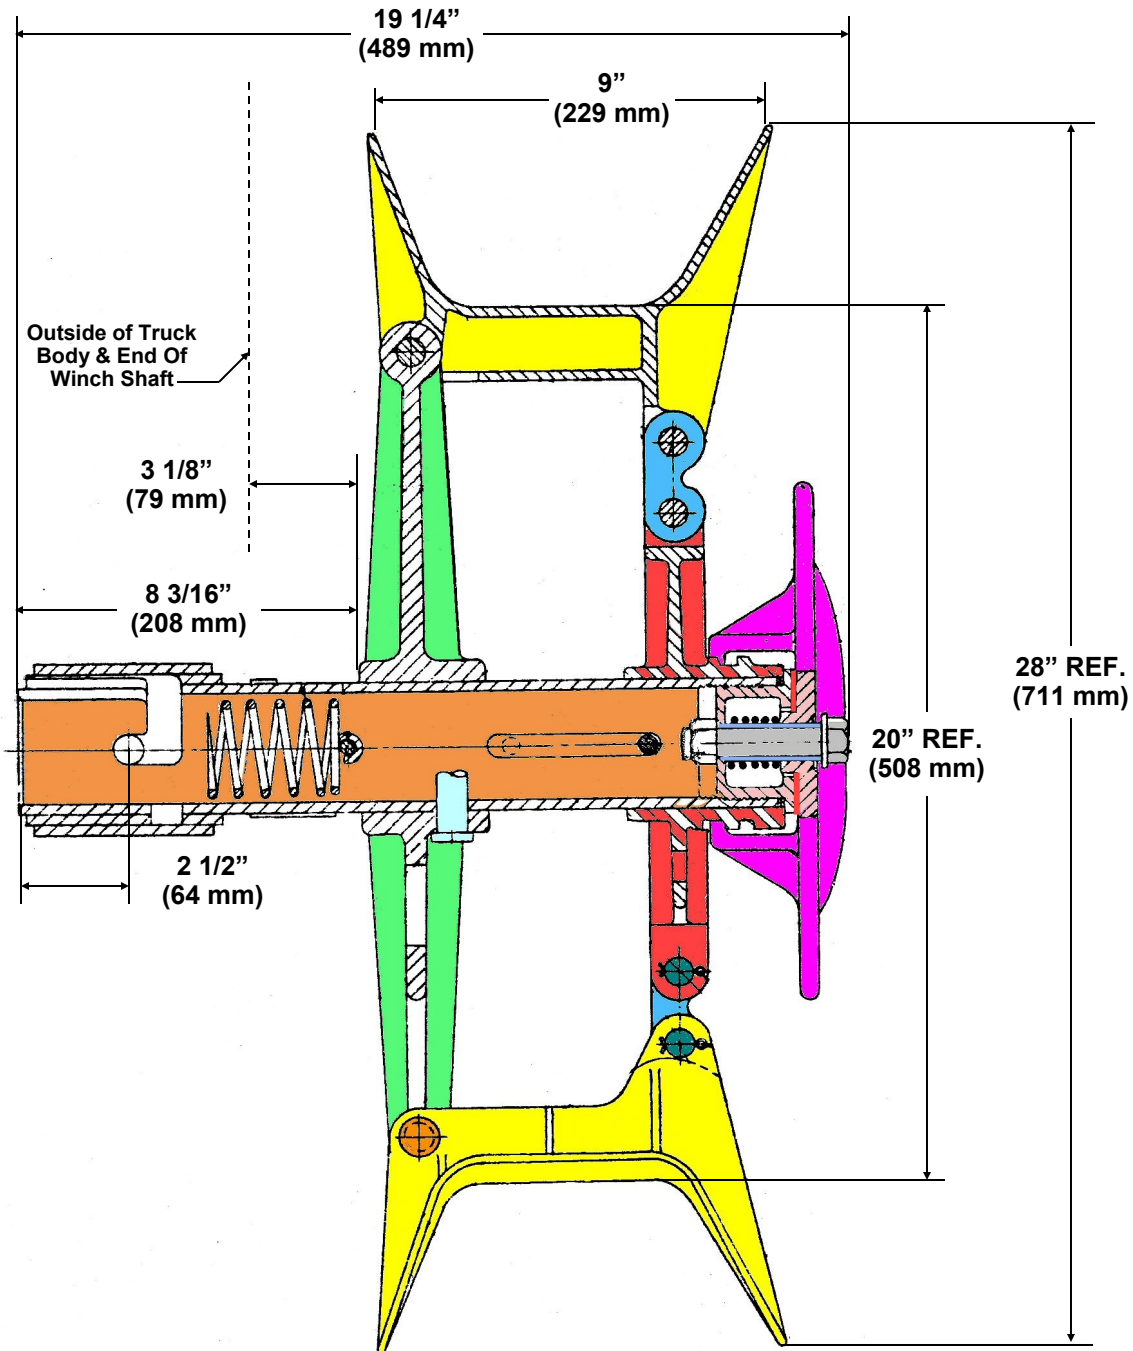 19 1/4”
(489 mm)
9”
(229 mm)
Outside of Truck
Body & End Of
Winch Shaft
3 1/8”
(79 mm)
8 3/16”
(208 mm)
28” REF.
(711 mm)
20” REF.
(508 mm)
2 1/2”
(64 mm)